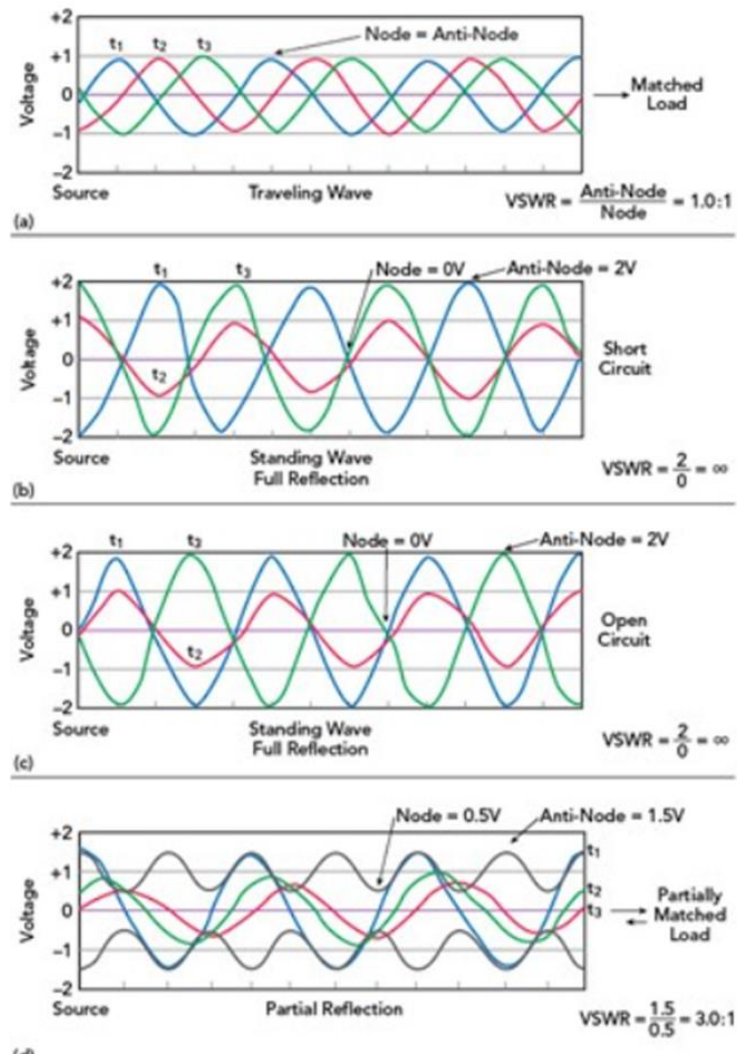 +2
+1
0
−1
−2
Voltage
t1 t2 t3
Node = Anti-Node
Matched
Load
Source
Traveling Wave
VSWR = Anti-Node
Node
= 1.0:1
(a)
+2
+1
0
−1
−2
Voltage
t1 t3
t2
Node = 0V
Anti-Node = 2V
Short
Circuit
Source
Standing Wave
Full Reflection
VSWR = 2
0
= ∞
(b)
+2
+1
0
−1
−2
Voltage
t1 t3
t2
Node = 0V
Anti-Node = 2V
Open
Circuit
Source
Standing Wave
Full Reflection
VSWR = 2
0
= ∞
(c)
+2
+1
0
−1
−2
Voltage
Node = 0.5V
Anti-Node = 1.5V
t1
t2
t3
Partially
Matched
Load
Source
Partial Reflection
VSWR = 1.5
0.5
= 3.0:1